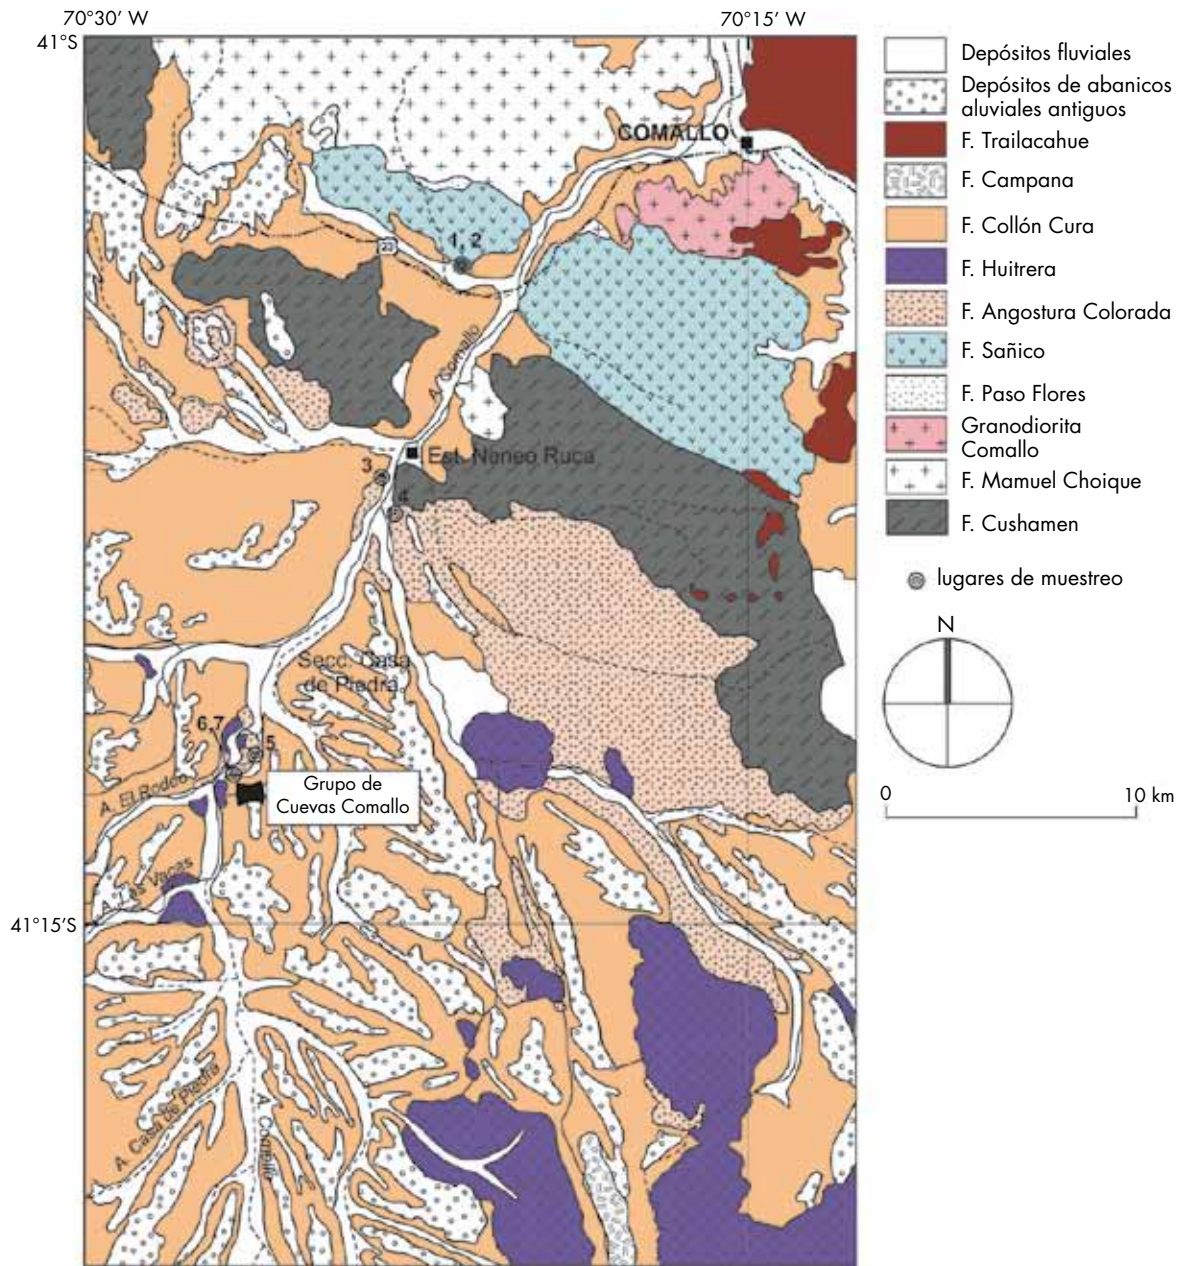 70°30’ W
70°15’ W
41°S
COMALLO
23
1, 2
A. Comallo
Est. Neneo Ruca
3
4
Secc. Casa
de Piedra
6,7
5
A. El Rodeo
Grupo de
Cuevas Comallo
A. Las Vacas
41°15’S
A. Casa de Piedra
A. Comallo
Depósitos fluviales
Depósitos de abanicos
aluviales antiguos
F. Trailacahue
F. Campana
F. Collón Cura
F. Huitrera
F. Angostura Colorada
F. Sañico
F. Paso Flores
Granodiorita
Comallo
F. Mamuel Choique
F. Cushamen
lugares de muestreo
N
0
10 km